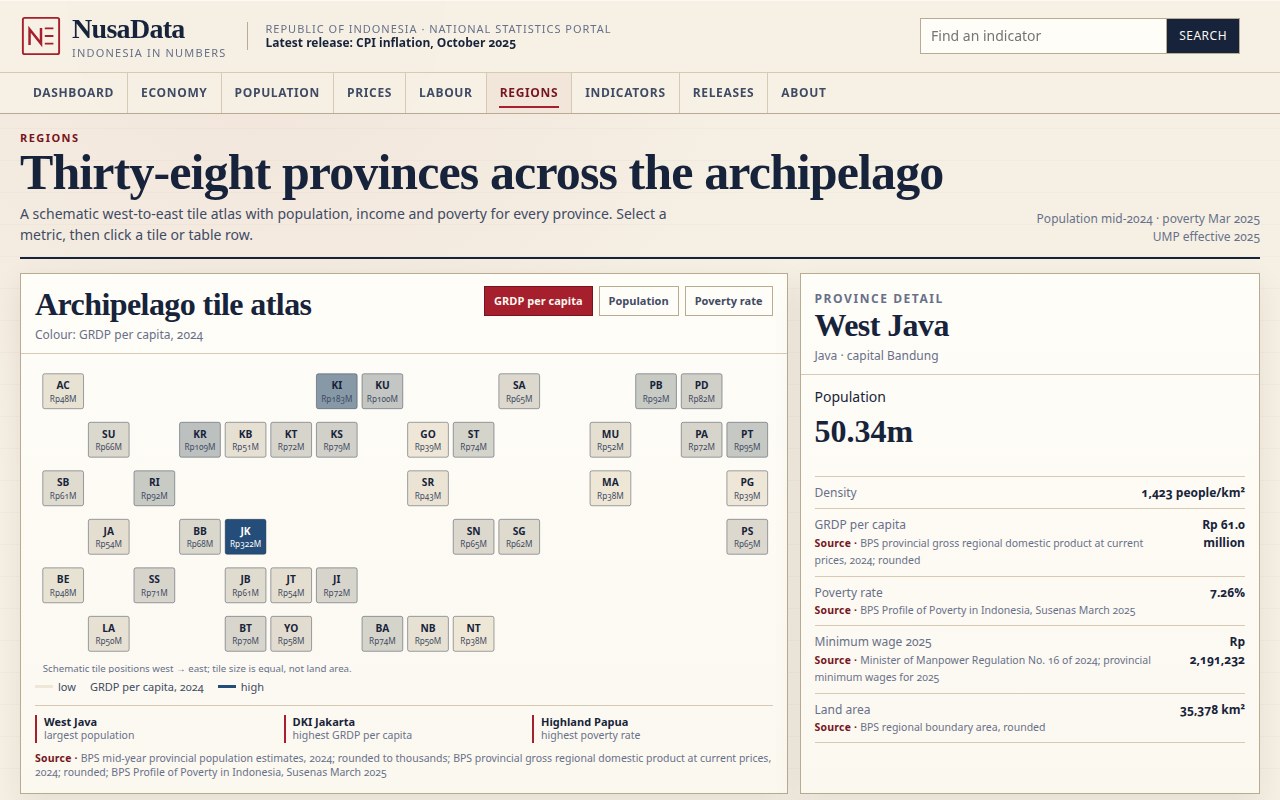 NusaData
INDONESIA IN NUMBERS
REPUBLIC OF INDONESIA · NATIONAL STATISTICS PORTAL
Latest release: CPI inflation, October 2025
Find an indicator
SEARCH
DASHBOARD
ECONOMY
POPULATION
PRICES
LABOUR
REGIONS
INDICATORS
RELEASES
ABOUT
REGIONS
Thirty-eight provinces across the archipelago
A schematic west-to-east tile atlas with population, income and poverty for every province. Select a
metric, then click a tile or table row.
Population mid-2024 · poverty Mar 2025
UMP effective 2025
Archipelago tile atlas
Colour: GRDP per capita, 2024
GRDP per capita
Population
Poverty rate
AC
Rp48M
KI
Rp183M
KU
Rp100M
SA
Rp65M
PB
Rp92M
PD
Rp82M
SU
Rp66M
KR
Rp109M
KB
Rp51M
KT
Rp72M
KS
Rp79M
GO
Rp39M
ST
Rp74M
MU
Rp52M
PA
Rp72M
PT
Rp95M
SB
Rp61M
RI
Rp92M
SR
Rp43M
MA
Rp38M
PG
Rp39M
JA
Rp54M
BB
Rp68M
JK
Rp322M
SN
Rp65M
SG
Rp62M
PS
Rp65M
BE
Rp48M
SS
Rp71M
JB
Rp61M
JT
Rp54M
JI
Rp72M
LA
Rp50M
BT
Rp70M
YO
Rp58M
BA
Rp74M
NB
Rp50M
NT
Rp38M
Schematic tile positions west → east; tile size is equal, not land area.
low
GRDP per capita, 2024
high
West Java
largest population
DKI Jakarta
highest GRDP per capita
Highland Papua
highest poverty rate
Source · BPS mid-year provincial population estimates, 2024; rounded to thousands; BPS provincial gross regional domestic product at current prices,
2024; rounded; BPS Profile of Poverty in Indonesia, Susenas March 2025
PROVINCE DETAIL
West Java
Java · capital Bandung
Population
50.34m
Density
1,423 people/km²
GRDP per capita
Source · BPS provincial gross regional domestic product at current
prices, 2024; rounded
Rp 61.0
million
Poverty rate
Source · BPS Profile of Poverty in Indonesia, Susenas March 2025
7.26%
Minimum wage 2025
Source · Minister of Manpower Regulation No. 16 of 2024; provincial
minimum wages for 2025
Rp
2,191,232
Land area
Source · BPS regional boundary area, rounded
35,378 km²